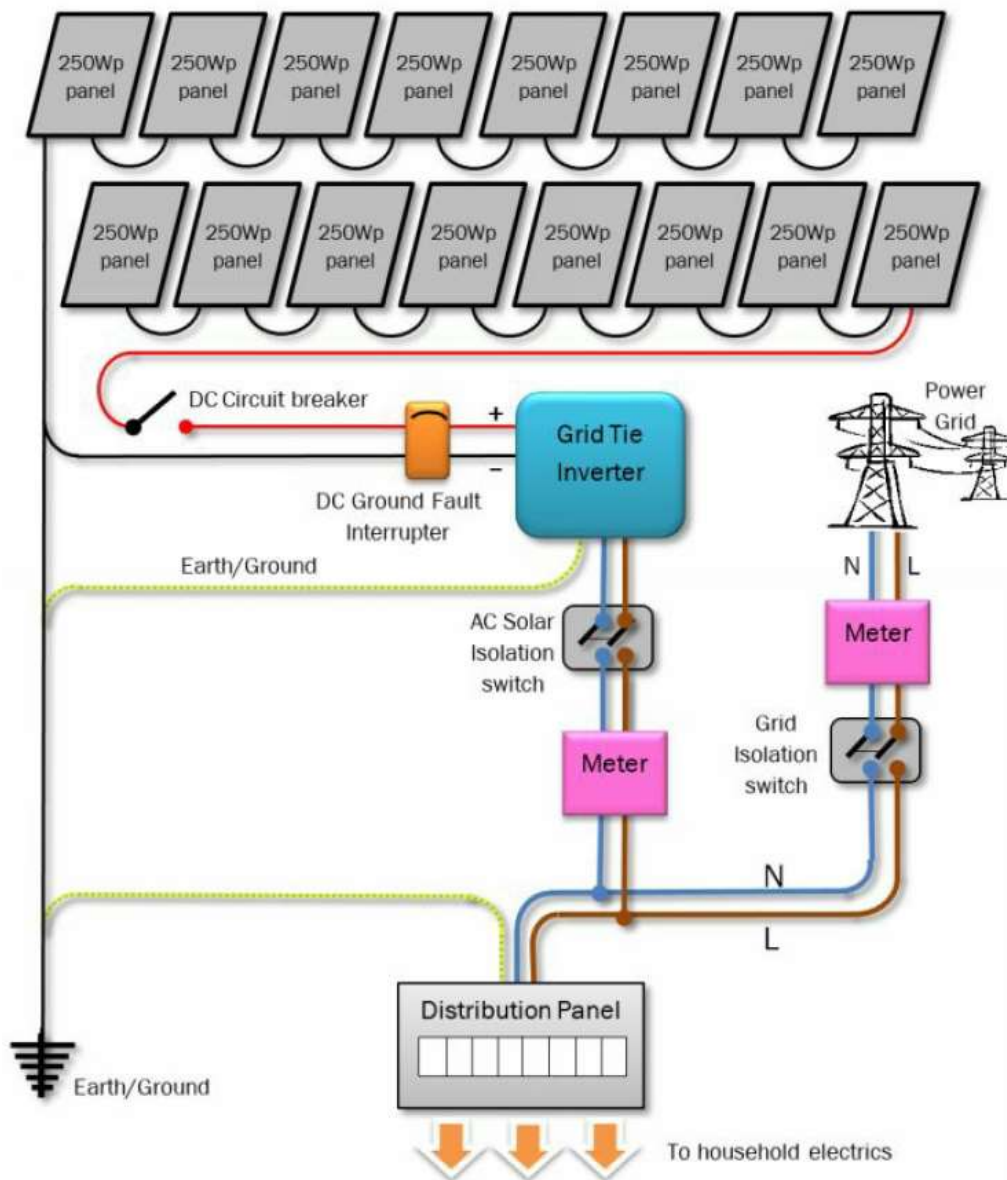 250Wp
panel
250Wp
panel
250Wp
panel
250Wp
panel
250Wp
panel
250Wp
panel
250Wp
panel
250Wp
panel
250Wp
panel
250Wp
panel
250Wp
panel
250Wp
panel
250Wp
panel
250Wp
panel
250Wp
panel
250Wp
panel
DC Circuit breaker
+
−
Grid Tie
Inverter
Power
Grid
DC Ground Fault
Interrupter
Earth/Ground
N
L
AC Solar
Isolation
switch
Meter
Grid
Isolation
switch
Meter
N
L
Distribution Panel
Earth/Ground
To household electrics